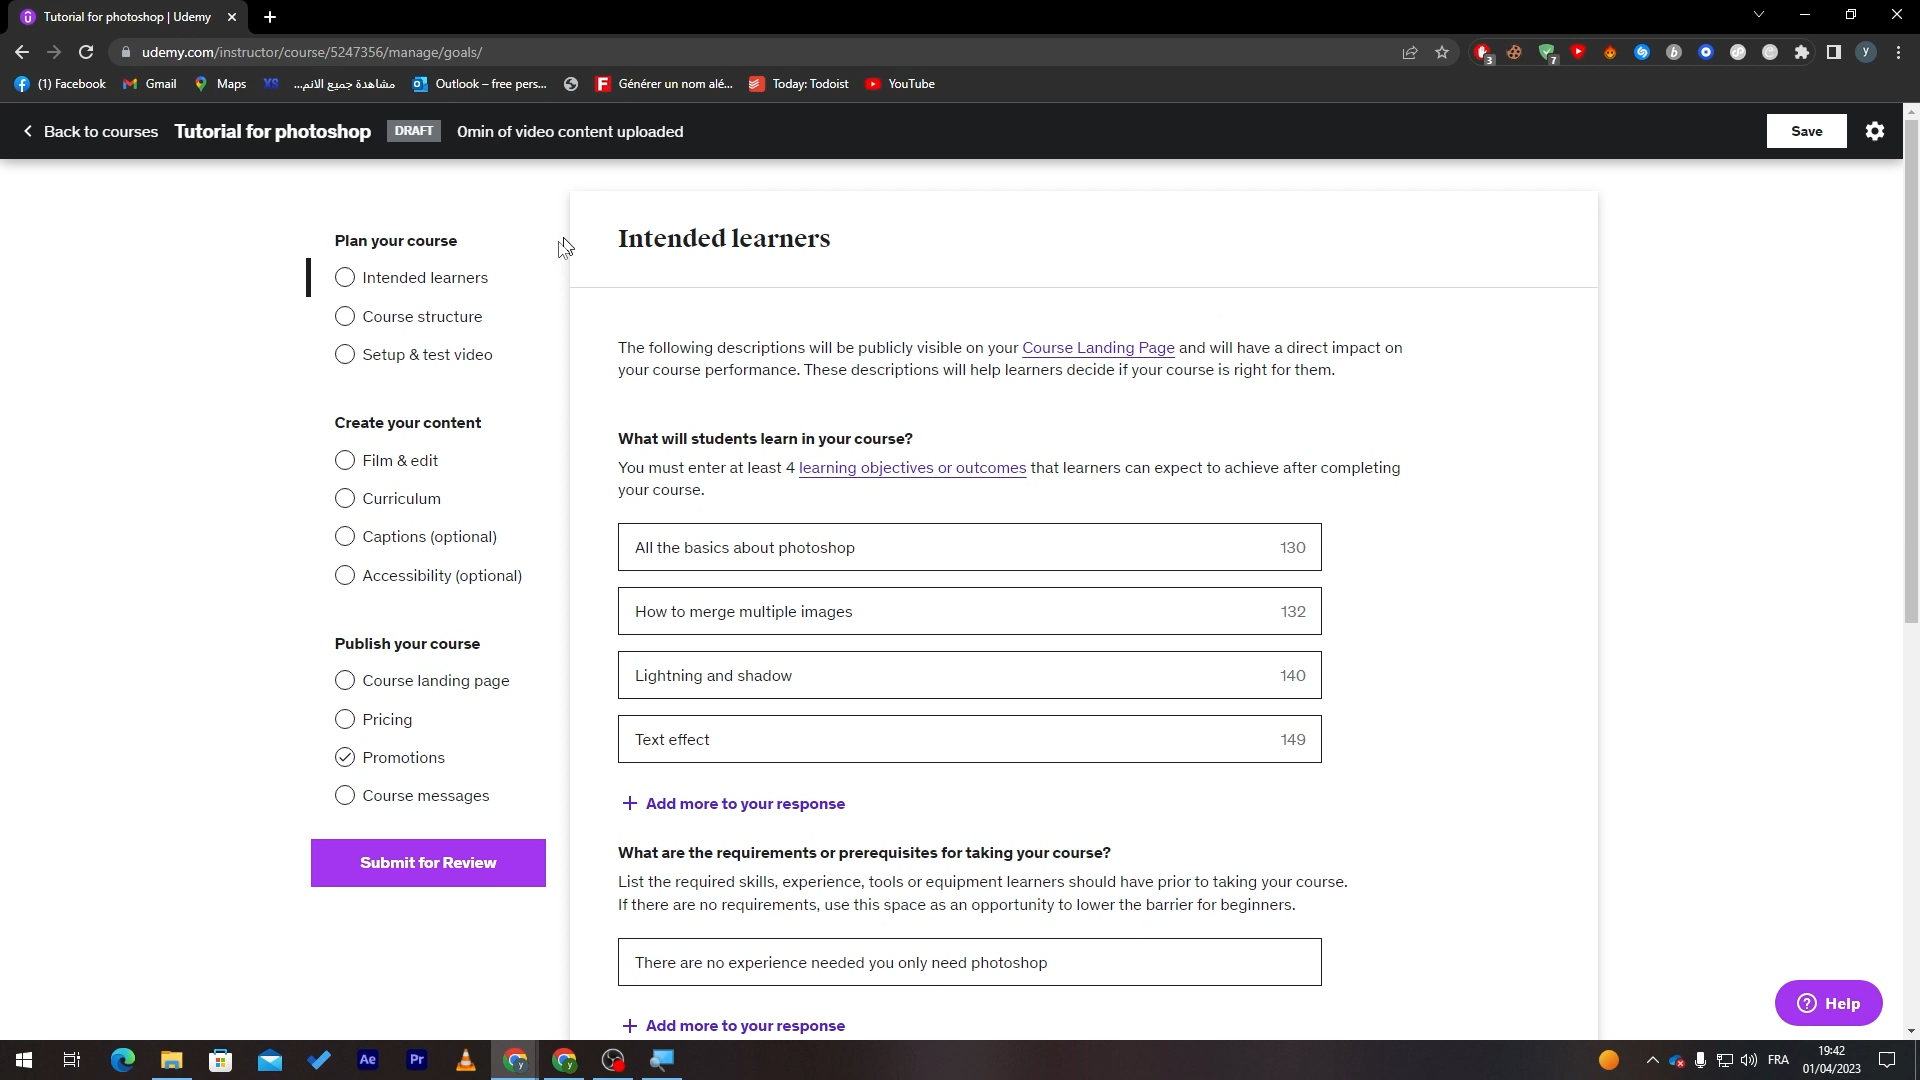 Tutorial for photoshop | Udemy
udemy.com/instructor/course/5247356/manage/goals/
3
7
y
(1) Facebook
Gmail
Maps
XS
مشاهدة جميع الانم...
Outlook – free pers...
Générer un nom alé...
Today: Todoist
YouTube
Back to courses
Tutorial for photoshop
DRAFT
0min of video content uploaded
Save
Plan your course
Intended learners
Course structure
Setup & test video
Create your content
Film & edit
Curriculum
Captions (optional)
Accessibility (optional)
Publish your course
Course landing page
Pricing
Promotions
Course messages
Submit for Review
Intended learners
The following descriptions will be publicly visible on your Course Landing Page and will have a direct impact on
your course performance. These descriptions will help learners decide if your course is right for them.
What will students learn in your course?
You must enter at least 4 learning objectives or outcomes that learners can expect to achieve after completing
your course.
All the basics about photoshop 130
How to merge multiple images 132
Lightning and shadow 140
Text effect 149
Add more to your response
What are the requirements or prerequisites for taking your course?
List the required skills, experience, tools or equipment learners should have prior to taking your course.
If there are no requirements, use this space as an opportunity to lower the barrier for beginners.
There are no experience needed you only need photoshop
Add more to your response
Help
Ae
Pr
FRA
19:42
01/04/2023